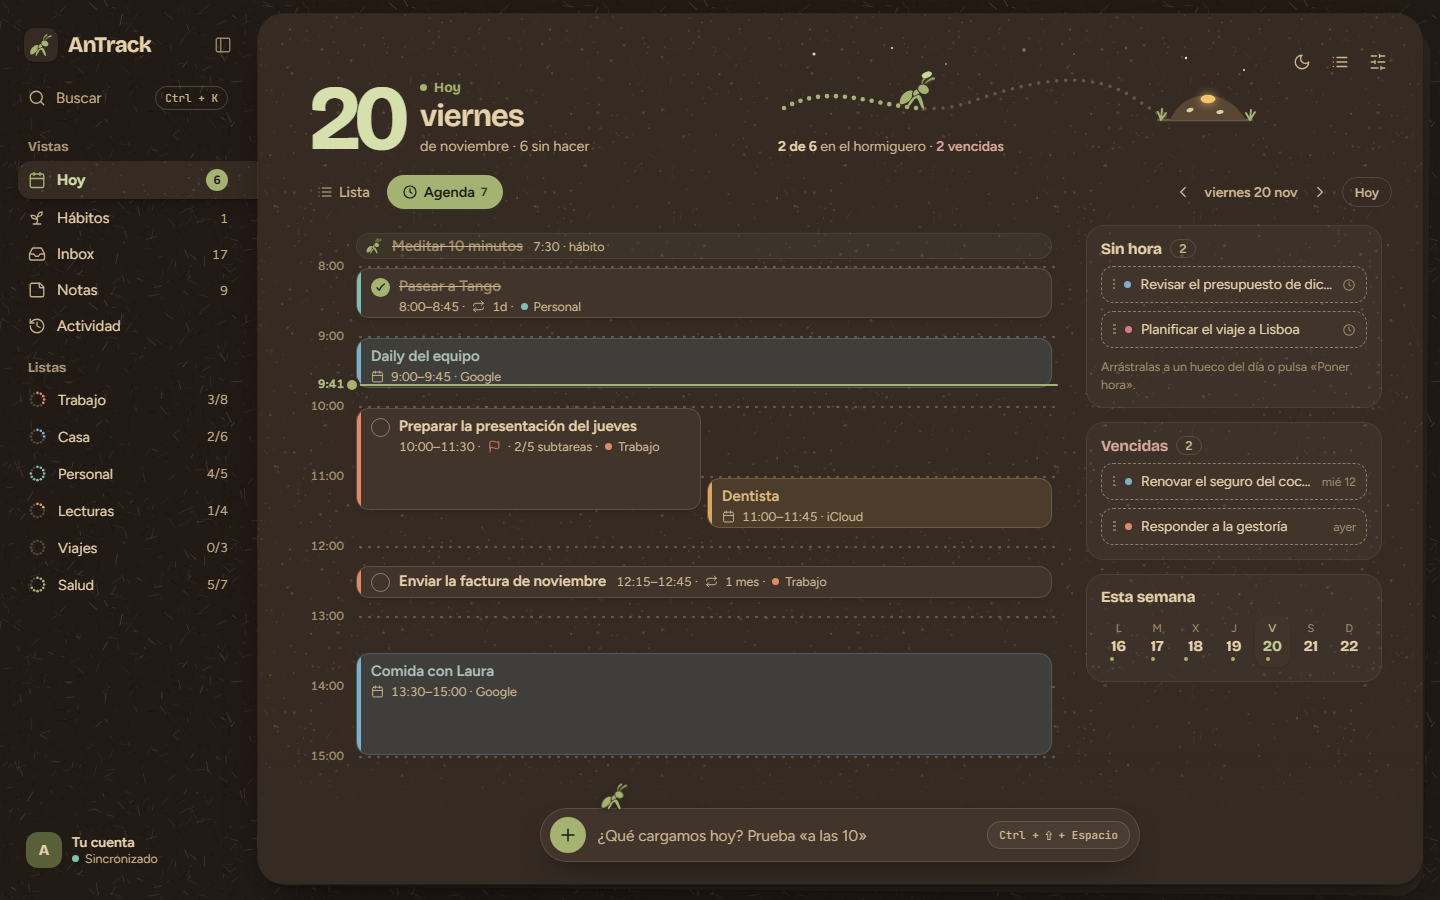 AnTrack
Buscar
Ctrl + K
Vistas
Hoy 6
Hábitos 1
Inbox 17
Notas 9
Actividad
Listas
Trabajo 3/8
Casa 2/6
Personal 4/5
Lecturas 1/4
Viajes 0/3
Salud 5/7
A
Tu cuenta
Sincronizado
20
Hoy
viernes
de noviembre · 6 sin hacer
2 de 6 en el hormiguero · 2 vencidas
Lista
Agenda 7
viernes 20 nov
Hoy
Meditar 10 minutos 7:30 · hábito
8:00
Pasear a Tango
8:00–8:45 · 1d · Personal
9:00
Daily del equipo
9:00–9:45 · Google
9:41
10:00
Preparar la presentación del jueves
10:00–11:30 · · 2/5 subtareas · Trabajo
11:00
Dentista
11:00–11:45 · iCloud
12:00
Enviar la factura de noviembre 12:15–12:45 · 1 mes · Trabajo
13:00
Comida con Laura
13:30–15:00 · Google
14:00
15:00
Sin hora 2
Revisar el presupuesto de dic...
Planificar el viaje a Lisboa
Arrástralas a un hueco del día o pulsa «Poner
hora».
Vencidas 2
Renovar el seguro del coc... mié 12
Responder a la gestoría ayer
Esta semana
L M X J V S D
16 17 18 19 20 21 22
¿Qué cargamos hoy? Prueba «a las 10»
Ctrl + ⇧ + Espacio